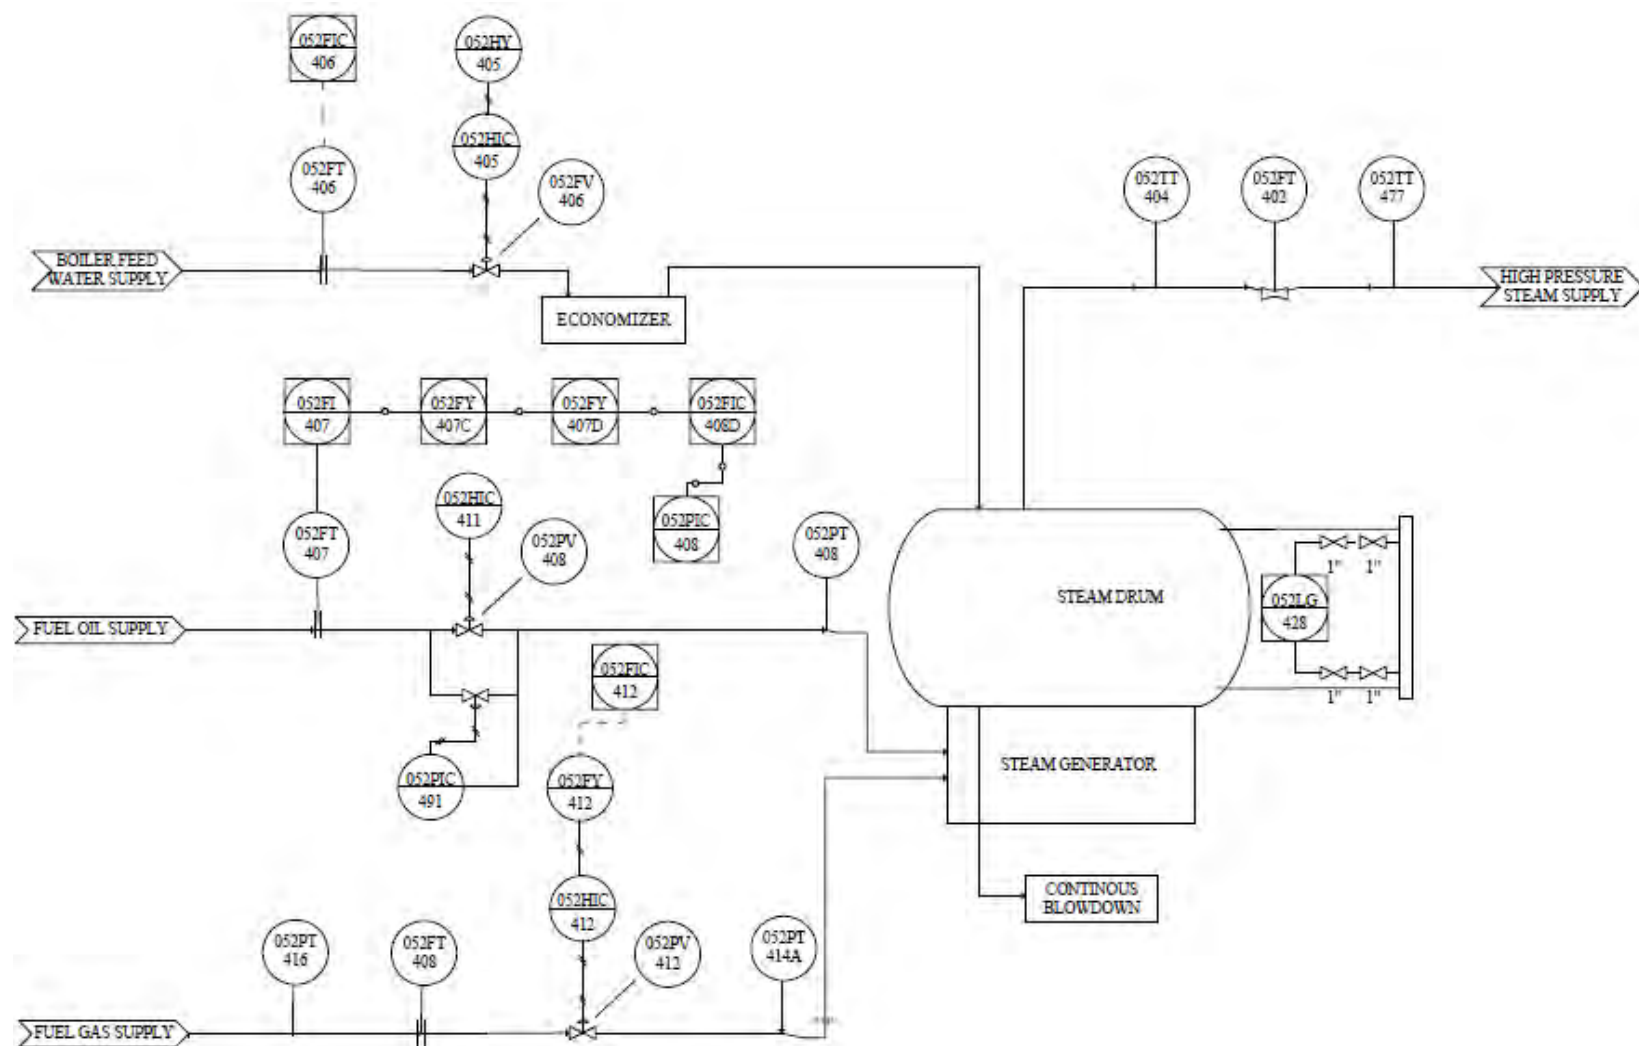 052FIC
406
052HY
405
052HIC
405
052FT
406
052FV
406
052TT
404
052FT
402
052TT
477
BOILER FEED
WATER SUPPLY
HIGH PRESSURE
STEAM SUPPLY
ECONOMIZER
052FI
407
052FY
407C
052FY
407D
052FIC
408D
052HIC
411
052PIC
408
052FT
407
052PV
408
052PT
408
1" 1"
STEAM DRUM
052LG
428
FUEL OIL SUPPLY
052FIC
412
1" 1"
052PIC
491
052FY
412
STEAM GENERATOR
052HIC
412
CONTINOUS
BLOWDOWN
052PT
416
052FT
408
052PV
412
052PT
414A
FUEL GAS SUPPLY